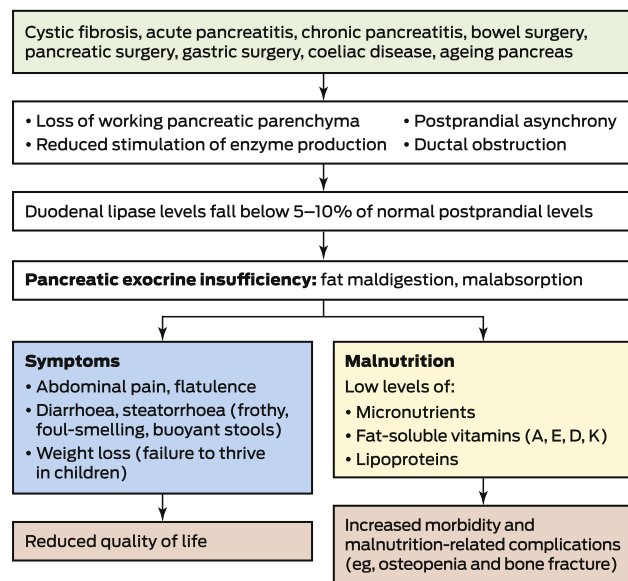 Cystic fibrosis, acute pancreatitis, chronic pancreatitis, bowel surgery,
pancreatic surgery, gastric surgery, coeliac disease, ageing pancreas
• Loss of working pancreatic parenchyma
• Reduced stimulation of enzyme production
• Postprandial asynchrony
• Ductal obstruction
Duodenal lipase levels fall below 5–10% of normal postprandial levels
Pancreatic exocrine insufficiency: fat maldigestion, malabsorption
Symptoms
• Abdominal pain, flatulence
• Diarrhoea, steatorrhoea (frothy,
foul-smelling, buoyant stools)
• Weight loss (failure to thrive
in children)
Reduced quality of life
Malnutrition
Low levels of:
• Micronutrients
• Fat-soluble vitamins (A, E, D, K)
• Lipoproteins
Increased morbidity and
malnutrition-related complications
(eg, osteopenia and bone fracture)